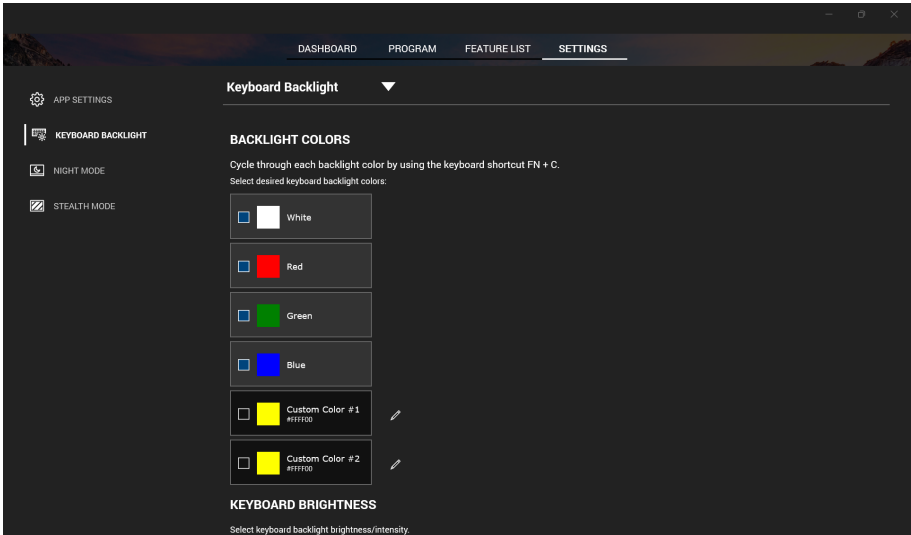 DASHBOARD PROGRAM FEATURE LIST SETTINGS
APP SETTINGS
KEYBOARD BACKLIGHT
NIGHT MODE
STEALTH MODE
Keyboard Backlight
BACKLIGHT COLORS
Cycle through each backlight color by using the keyboard shortcut FN + C.
Select desired keyboard backlight colors:
White
Red
Green
Blue
Custom Color #1
#FFFF00
Custom Color #2
#FFFF00
KEYBOARD BRIGHTNESS
Select keyboard backlight brightness/intensity.